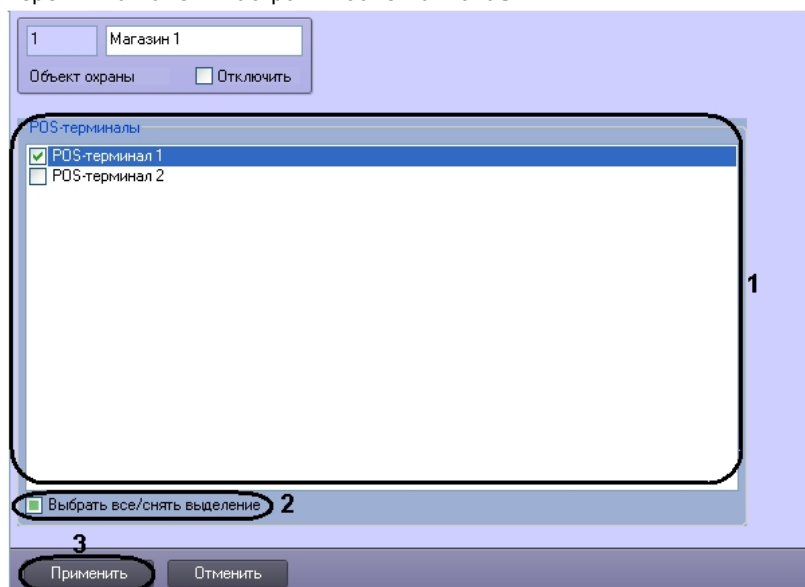 1 Магазин 1
Объект охраны Отключить
POS-терминалы
POS-терминал 1
POS-терминал 2
1
Выбрать все/снять выделение 2
3
Применить Отменить